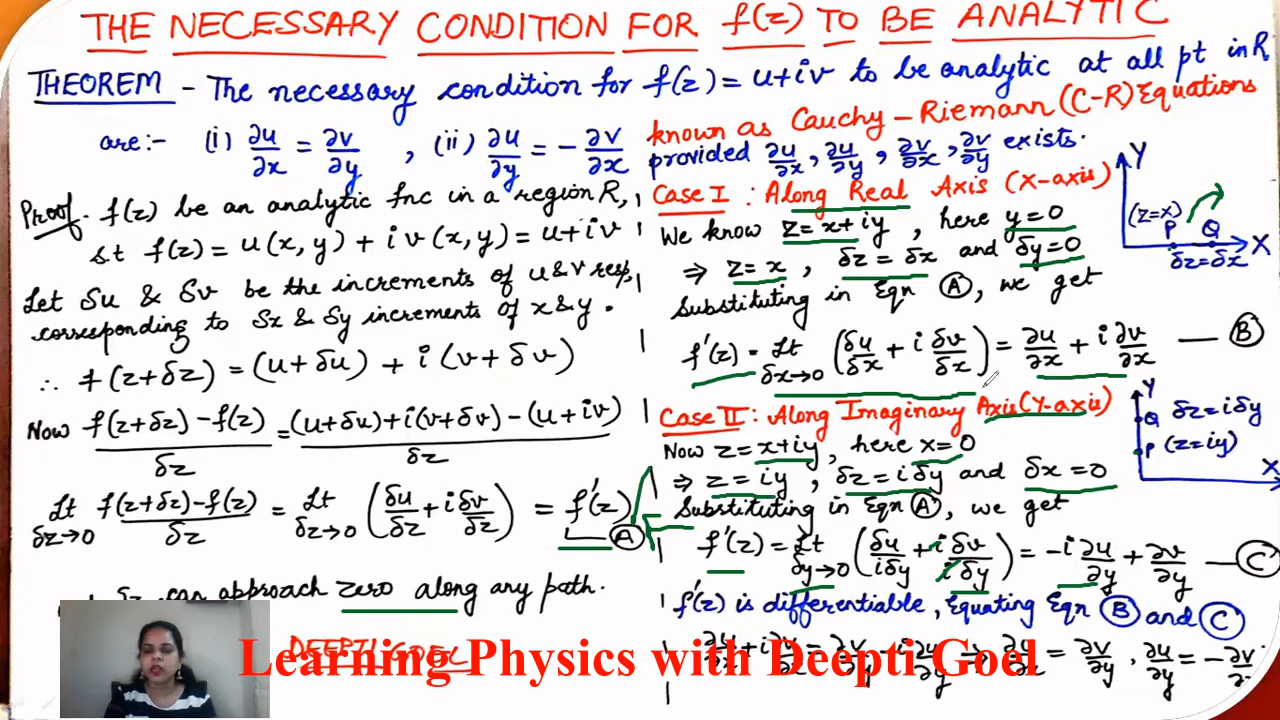 THE NECESSARY CONDITION FOR f(z) TO BE ANALYTIC
THEOREM - The necessary condition for f(z) = u+iv to be analytic at all pt in R
are:- (i) ∂u/∂x = ∂v/∂y , (ii) ∂u/∂y = - ∂v/∂x
known as Cauchy-Riemann (C-R) Equations
provided ∂u/∂x, ∂u/∂y, ∂v/∂x, ∂v/∂y exists.
Proof. f(z) be an analytic fnc in a region R,
st f(z) = u(x, y) + i v(x, y) = u+iv
Let δu & δv be the increments of u & v resp.
corresponding to δx & δy increments of x & y.
∴ f(z+δz) = (u+δu) + i (v+δv)
Now f(z+δz) - f(z)/δz = (u+δu)+i(v+δv) - (u+iv)/δz
Lt δz→0 f(z+δz)-f(z)/δz = Lt δz→0 (δu/δz + i δv/δz) = f'(z)
A
can approach zero along any path.
DEEPTI GOEL
Case I : Along Real Axis (X-axis)
We know z = x+iy , here y=0
⇒ z = x , δz = δx and δy=0
Substituting in Eqn A, we get
f'(z) = Lt δx→0 (δu/δx + i δv/δx) = ∂u/∂x + i ∂v/∂x — B
Y
(z=x)
P Q X
δz=δx
Case II : Along Imaginary Axis (Y-axis)
Now z = x+iy, here x=0
⇒ z = iy , δz = iδy and δx =0
Substituting in Eqn A, we get
f'(z) = Lt δy→0 (δu/iδy + i δv/iδy) = -i ∂u/∂y + ∂v/∂y — C
Y
Q δz=iδy
P (z=iy)
X
f'(z) is differentiable, Equating Eqn B and C
∂u/∂x = ∂v/∂y , ∂u/∂y = - ∂v/∂x
Learning Physics with Deepti Goel